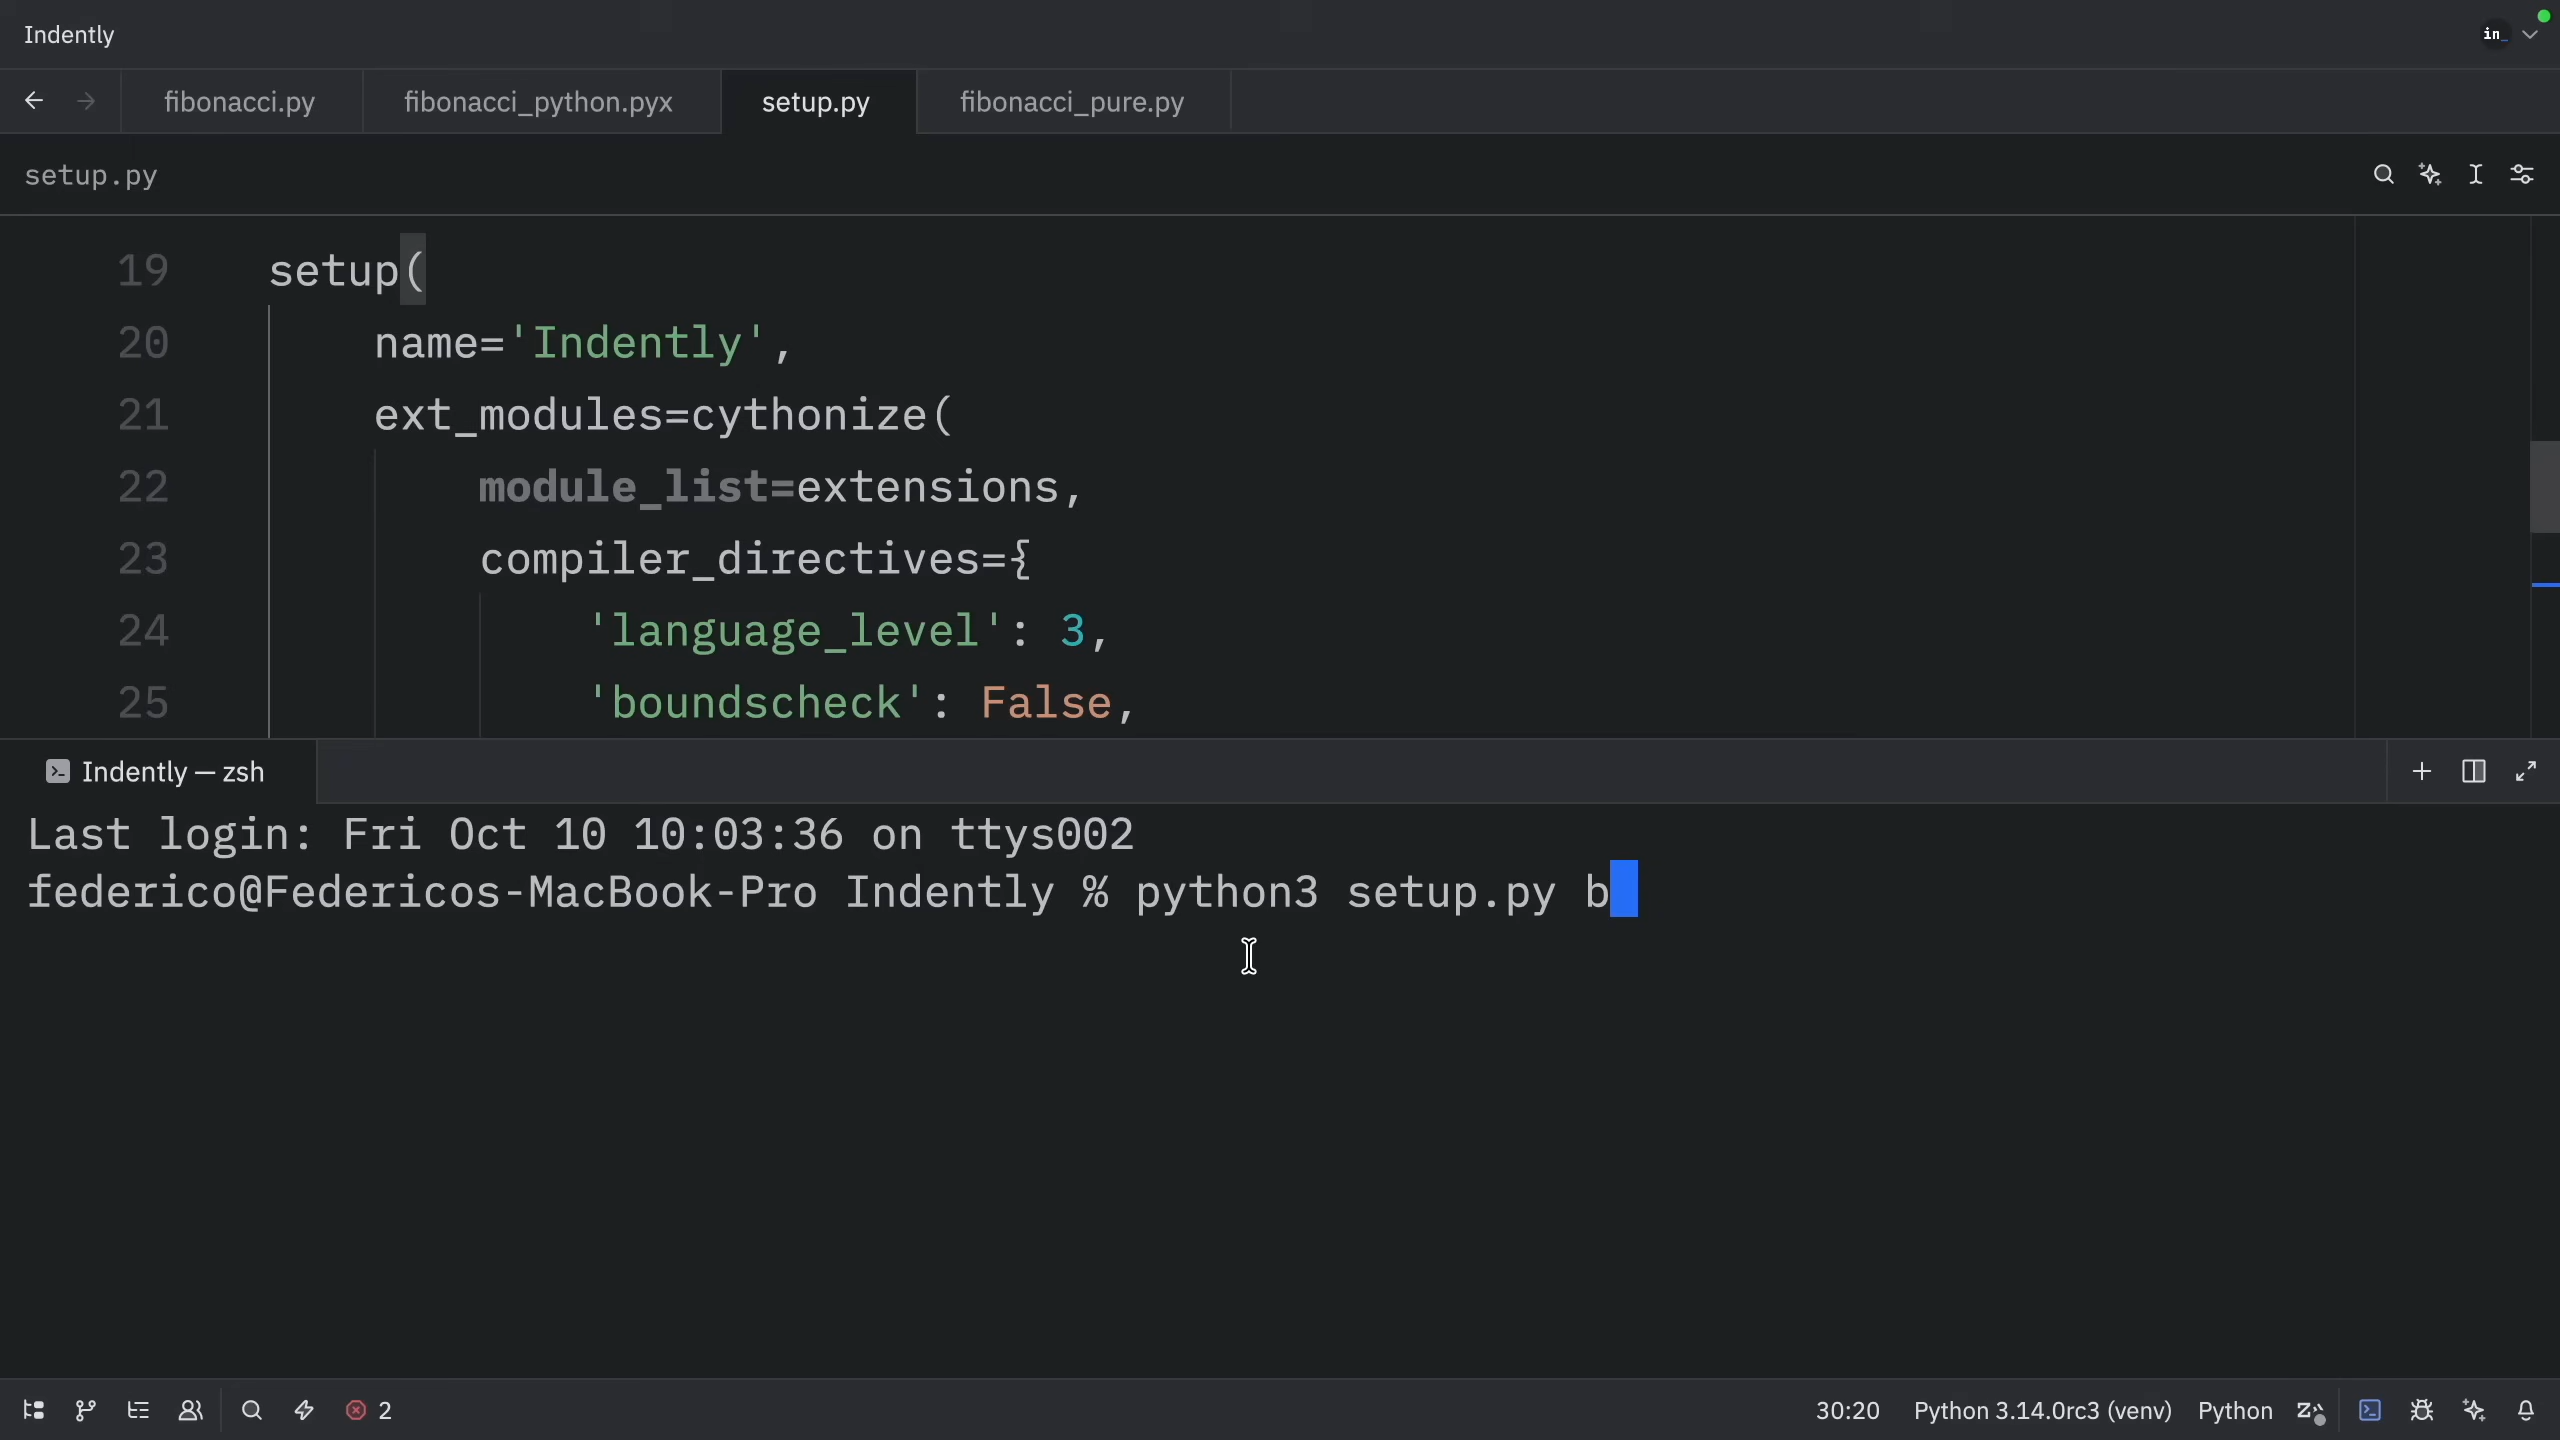 Indently
in_
fibonacci.py
fibonacci_python.pyx
setup.py
fibonacci_pure.py
setup.py
19 setup(
20 name='Indently',
21 ext_modules=cythonize(
22 module_list=extensions,
23 compiler_directives={
24 'language_level': 3,
25 'boundscheck': False,
Indently — zsh
Last login: Fri Oct 10 10:03:36 on ttys002
federico@Federicos-MacBook-Pro Indently % python3 setup.py b
2
30:20
Python 3.14.0rc3 (venv)
Python